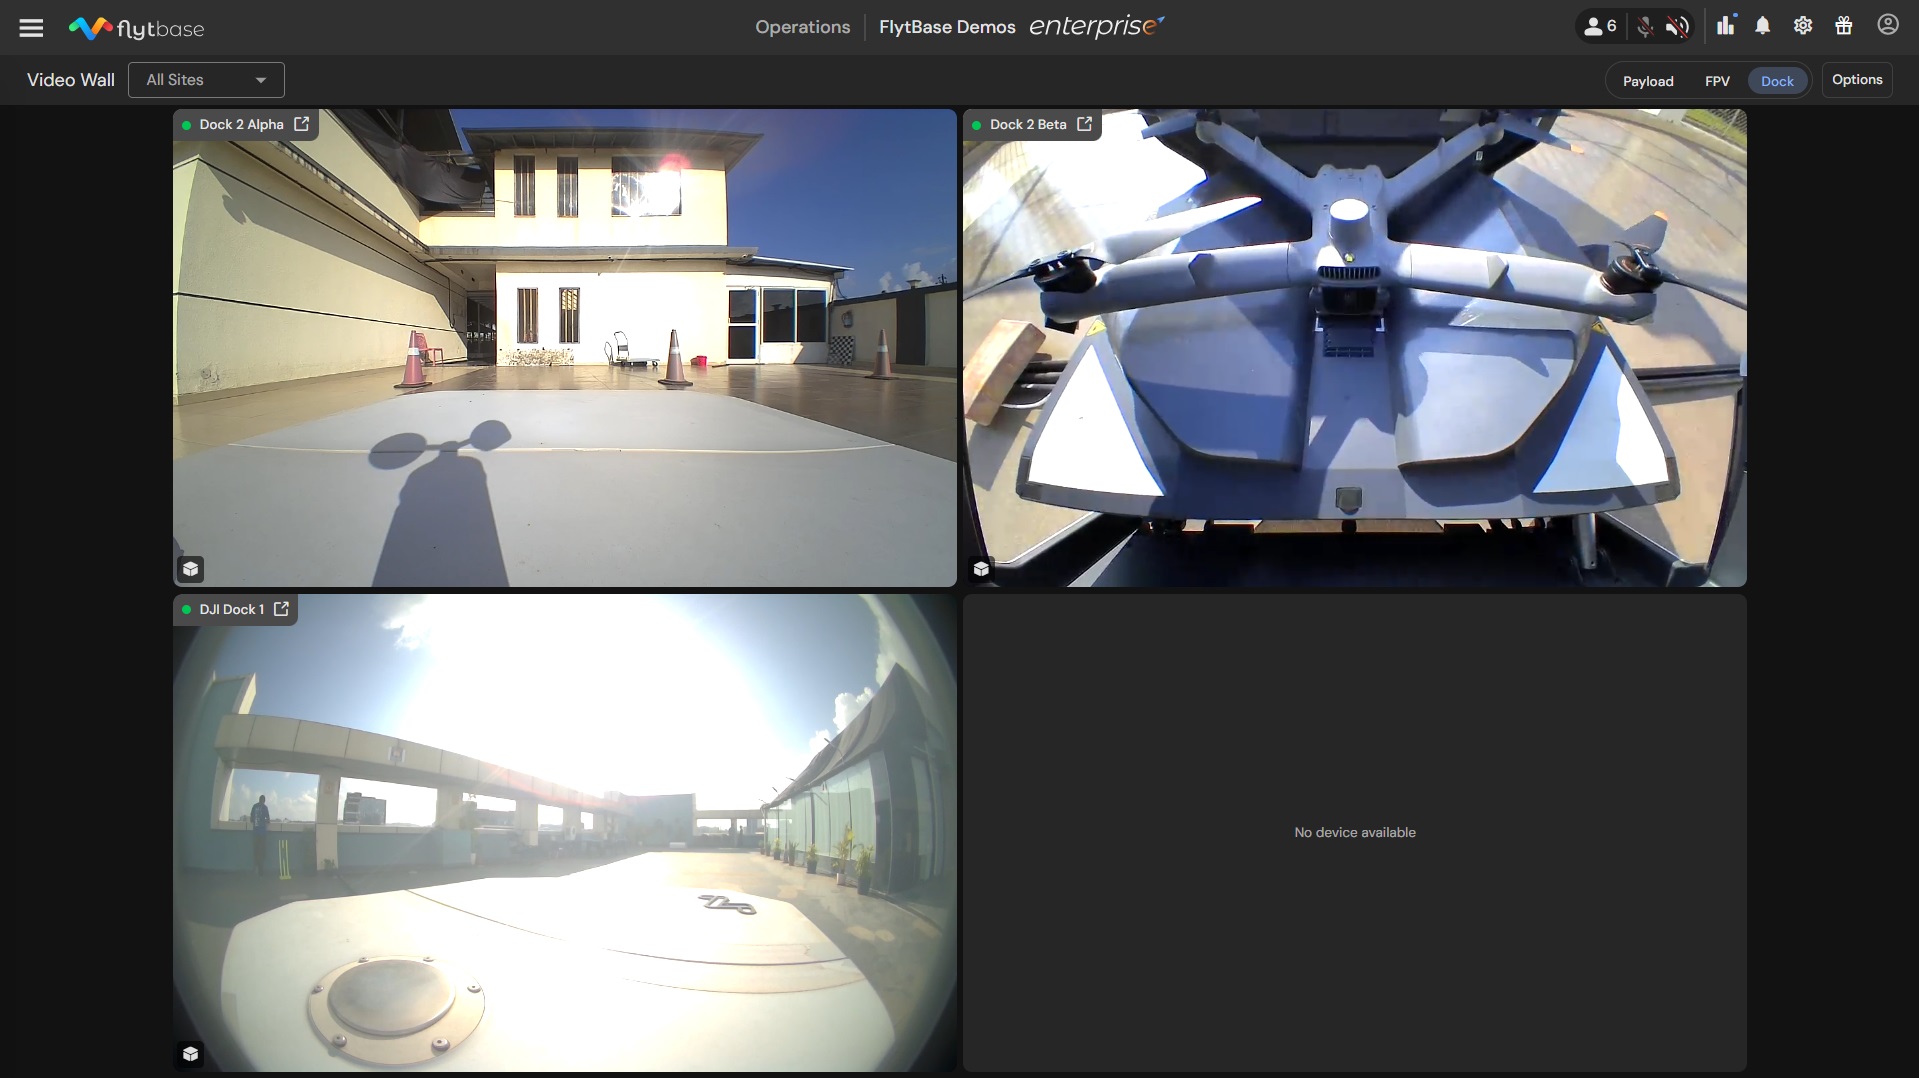 flytbase
Operations
FlytBase Demos
enterprise
6
Video Wall
All Sites
Payload
FPV
Dock
Options
Dock 2 Alpha
Dock 2 Beta
DJI Dock 1
No device available